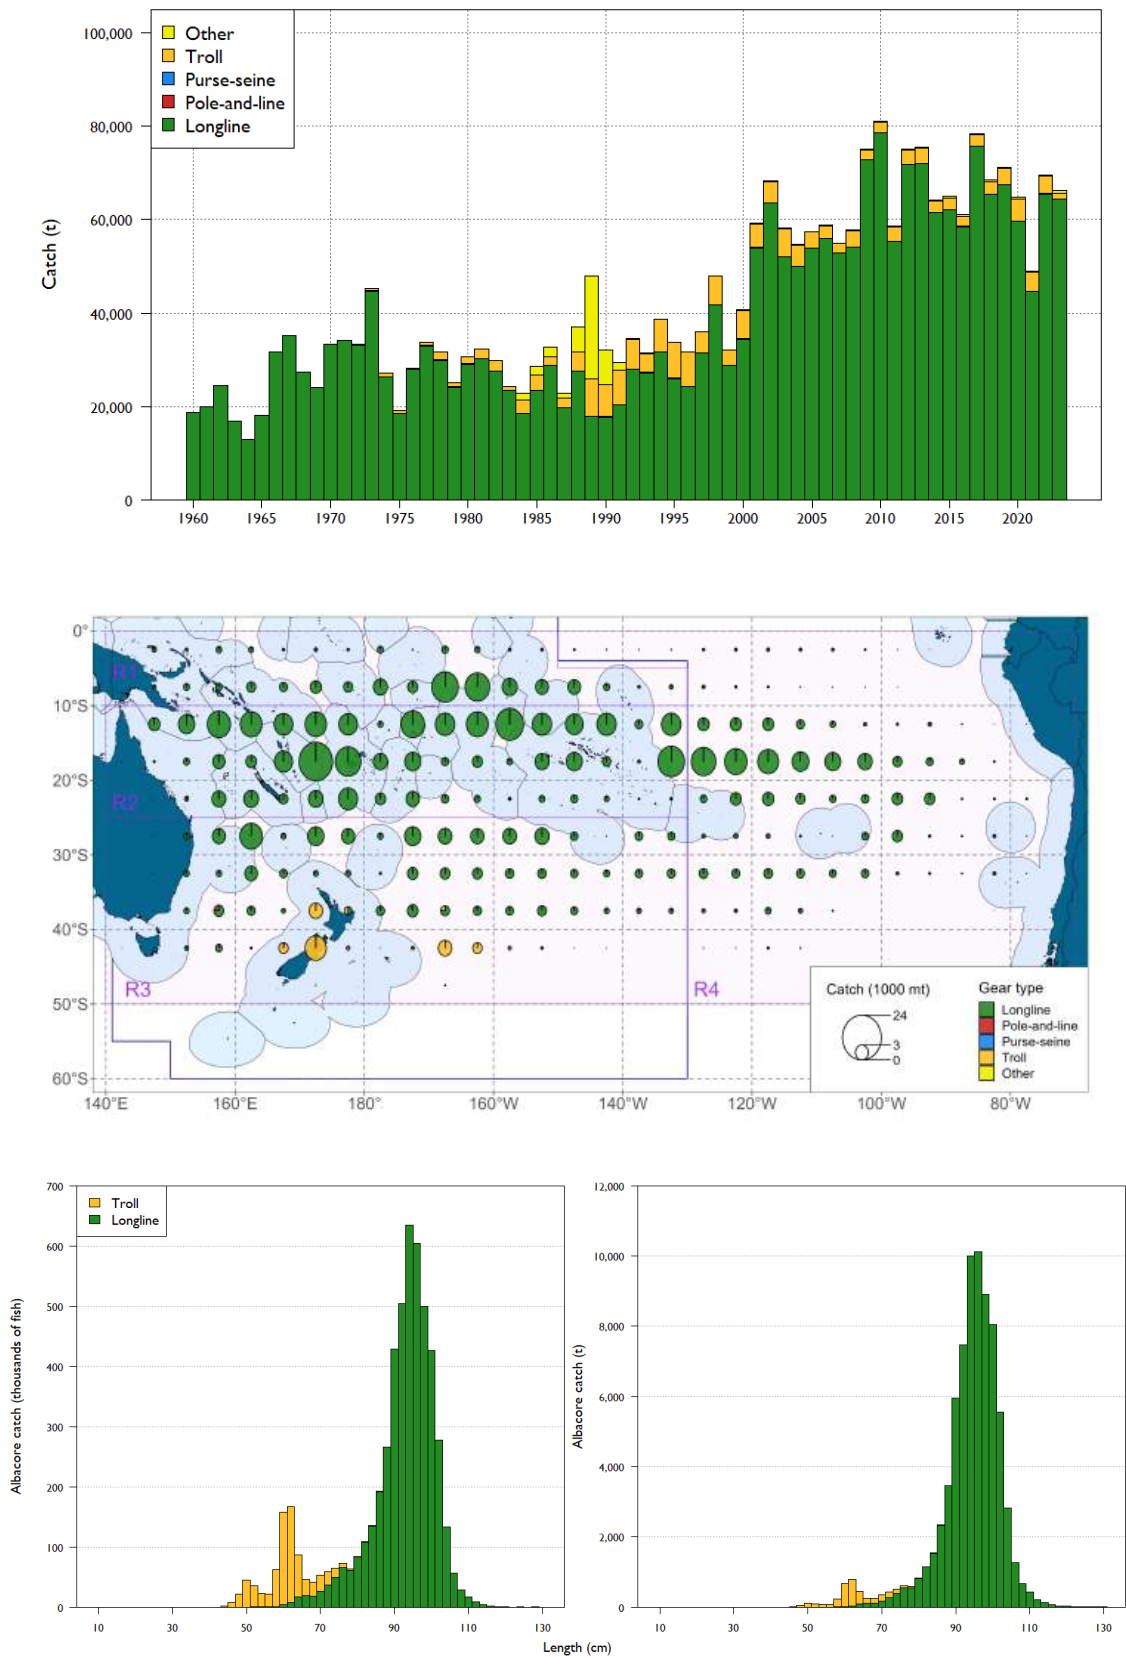 100,000
80,000
60,000
40,000
20,000
0
Catch (t)
Other
Troll
Purse-seine
Pole-and-line
Longline
1960 1965 1970 1975 1980 1985 1990 1995 2000 2005 2010 2015 2020
0°
10°S
20°S
30°S
40°S
50°S
60°S
R1
R2
R3
R4
Catch (1000 mt)
24
3
0
Gear type
Longline
Pole-and-line
Purse-seine
Troll
Other
140°E 160°E 180° 160°W 140°W 120°W 100°W 80°W
700
600
500
400
300
200
100
0
Albacore catch (thousands of fish)
Troll
Longline
10 30 50 70 90 110 130
12,000
10,000
8,000
6,000
4,000
2,000
0
Albacore catch (t)
10 30 50 70 90 110 130
Length (cm)